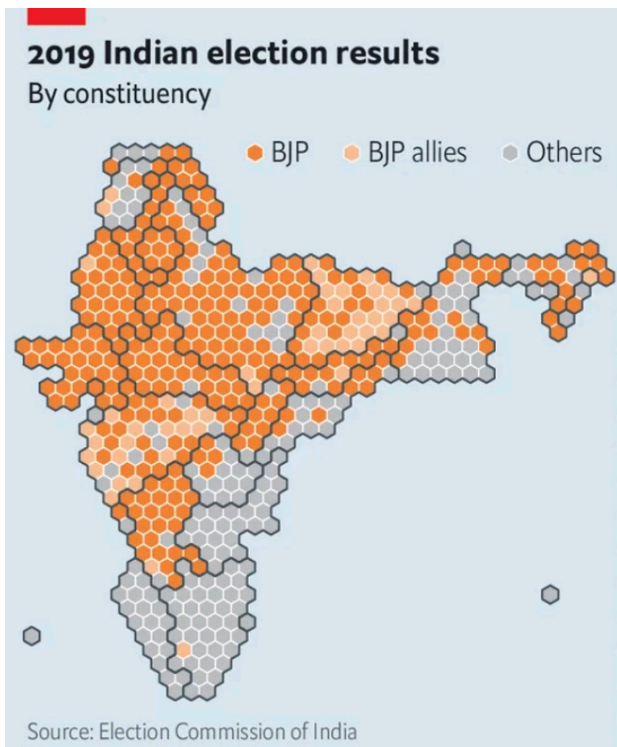 2019 Indian election results
By constituency
BJP
BJP allies
Others
Source: Election Commission of India